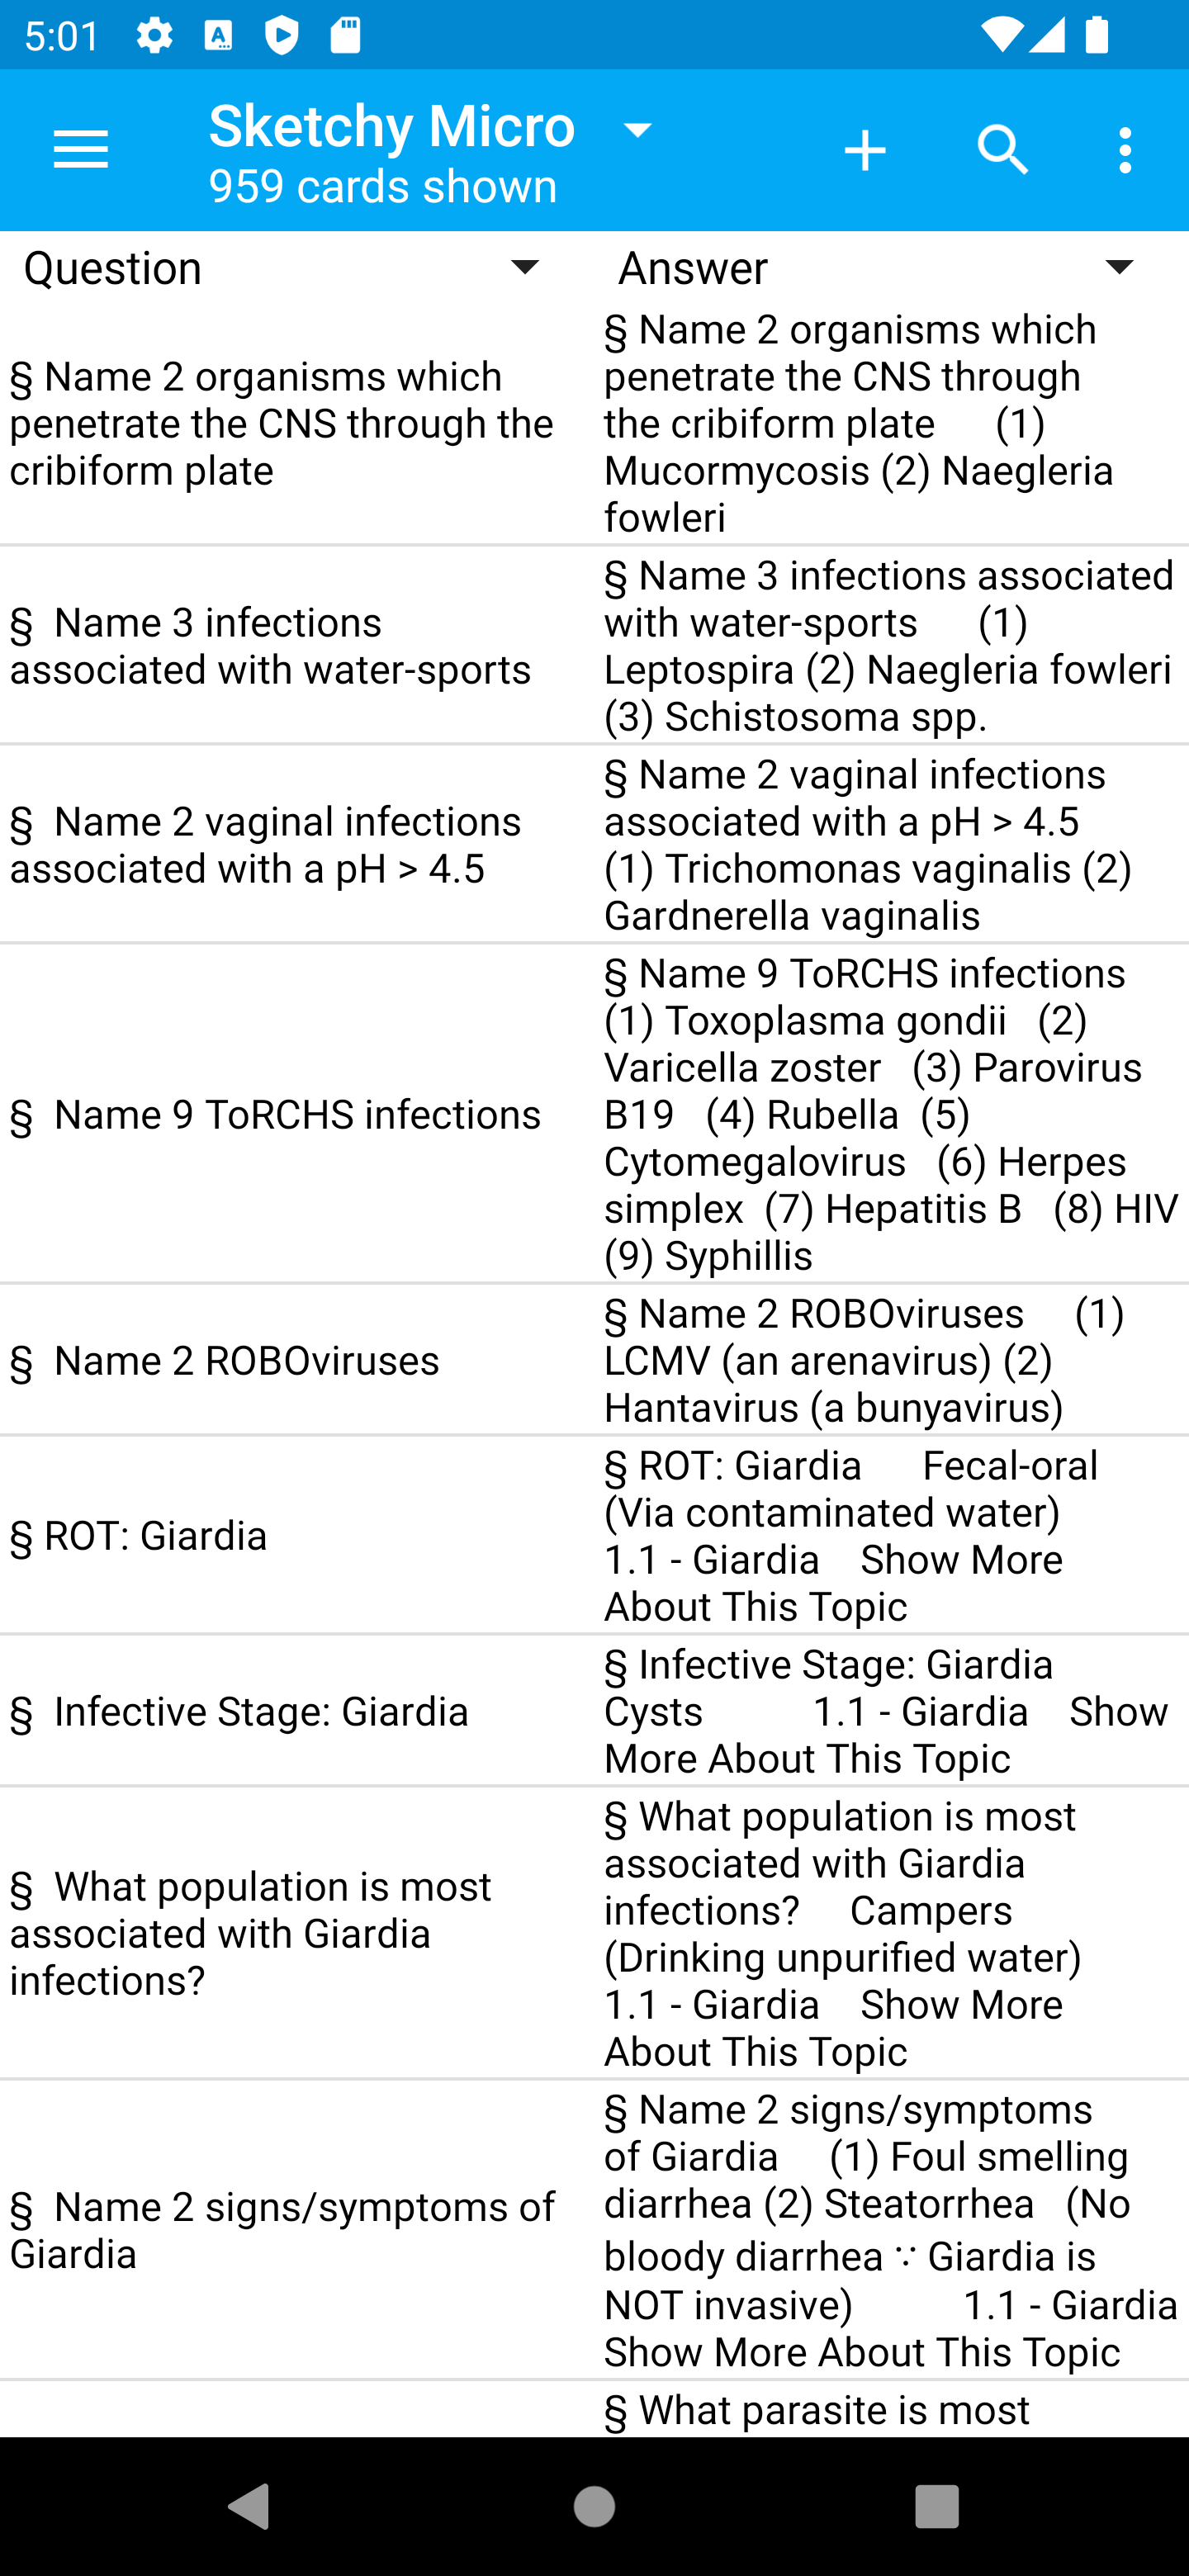 5:01
Sketchy Micro
959 cards shown
Question
Answer
§ Name 2 organisms which
penetrate the CNS through the
cribiform plate
§ Name 2 organisms which
penetrate the CNS through
the cribiform plate (1)
Mucormycosis (2) Naegleria
fowleri
§ Name 3 infections
associated with water-sports
§ Name 3 infections associated
with water-sports (1)
Leptospira (2) Naegleria fowleri
(3) Schistosoma spp.
§ Name 2 vaginal infections
associated with a pH > 4.5
§ Name 2 vaginal infections
associated with a pH > 4.5
(1) Trichomonas vaginalis (2)
Gardnerella vaginalis
§ Name 9 ToRCHS infections
§ Name 9 ToRCHS infections
(1) Toxoplasma gondii (2)
Varicella zoster (3) Parovirus
B19 (4) Rubella (5)
Cytomegalovirus (6) Herpes
simplex (7) Hepatitis B (8) HIV
(9) Syphillis
§ Name 2 ROBOviruses
§ Name 2 ROBOviruses (1)
LCMV (an arenavirus) (2)
Hantavirus (a bunyavirus)
§ ROT: Giardia
§ ROT: Giardia Fecal-oral
(Via contaminated water)
1.1 - Giardia Show More
About This Topic
§ Infective Stage: Giardia
§ Infective Stage: Giardia
Cysts 1.1 - Giardia Show
More About This Topic
§ What population is most
associated with Giardia
infections?
§ What population is most
associated with Giardia
infections? Campers
(Drinking unpurified water)
1.1 - Giardia Show More
About This Topic
§ Name 2 signs/symptoms of
Giardia
§ Name 2 signs/symptoms
of Giardia (1) Foul smelling
diarrhea (2) Steatorrhea (No
bloody diarrhea ∵ Giardia is
NOT invasive) 1.1 - Giardia
Show More About This Topic
§ What parasite is most